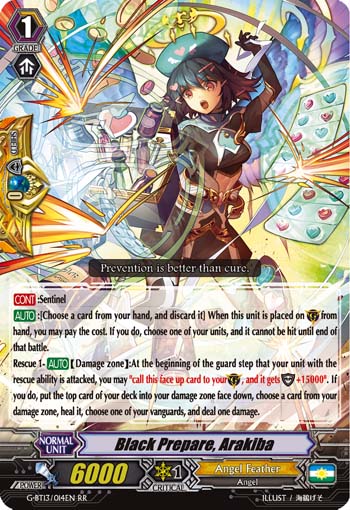 1
GRADE
0
Prevention is better than cure.
CONT :Sentinel
AUTO :[Choose a card from your hand, and discard it] When this unit is placed on G from
hand, you may pay the cost. If you do, choose one of your units, and it cannot be hit until end of
that battle.
Rescue 1- AUTO 【Damage zone】:At the beginning of the guard step that your unit with the
rescue ability is attacked, you may "call this face up card to your G, and it gets +15000". If
you do, put the top card of your deck into your damage zone face down, choose a card from your
damage zone, heal it, choose one of your vanguards, and deal one damage.
NORMAL
UNIT
Black Prepare, Arakiba
POWER
6000
1
CRITICAL
Angel Feather
Angel
G-BT13/014EN RR
ILLUST / 海鵜げそ